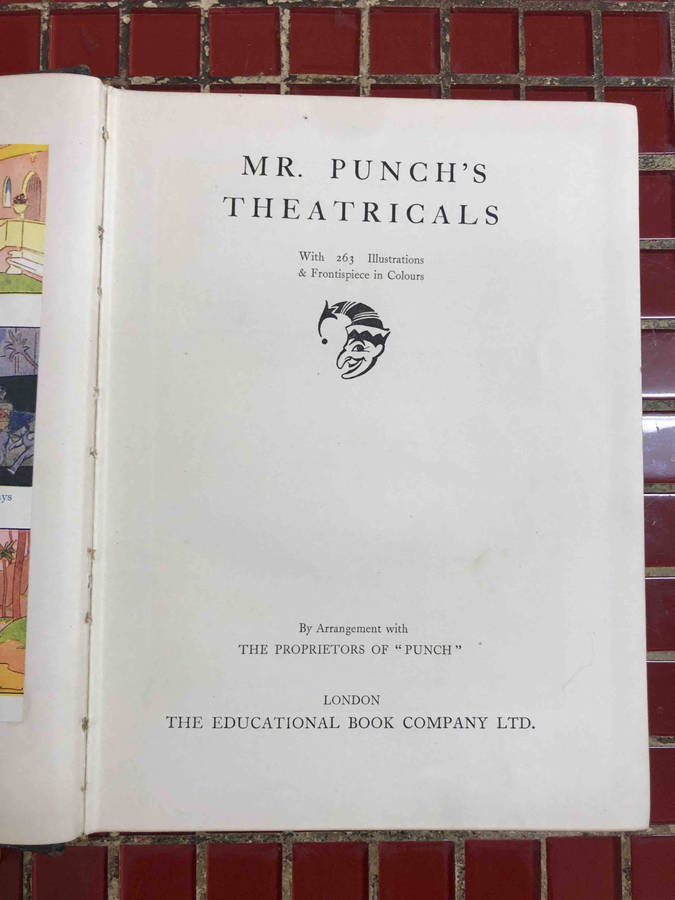 MR. PUNCH'S
THEATRICALS
With 263 Illustrations
& Frontispiece in Colours
By Arrangement with
THE PROPRIETORS OF "PUNCH"
LONDON
THE EDUCATIONAL BOOK COMPANY LTD.